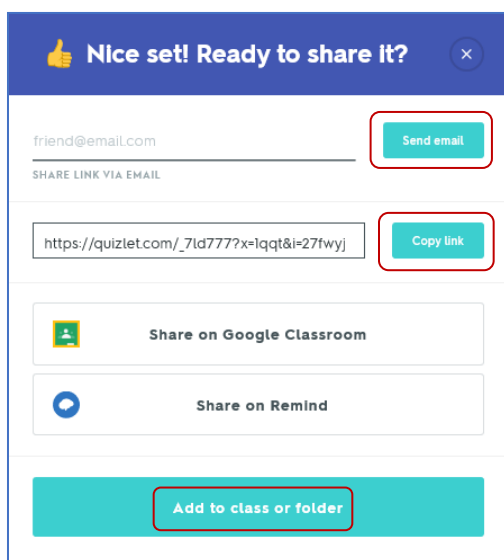 Nice set! Ready to share it?
friend@email.com
Send email
SHARE LINK VIA EMAIL
https://quizlet.com/_7ld777?x=1qqt&i=27fwyj
Copy link
Share on Google Classroom
Share on Remind
Add to class or folder